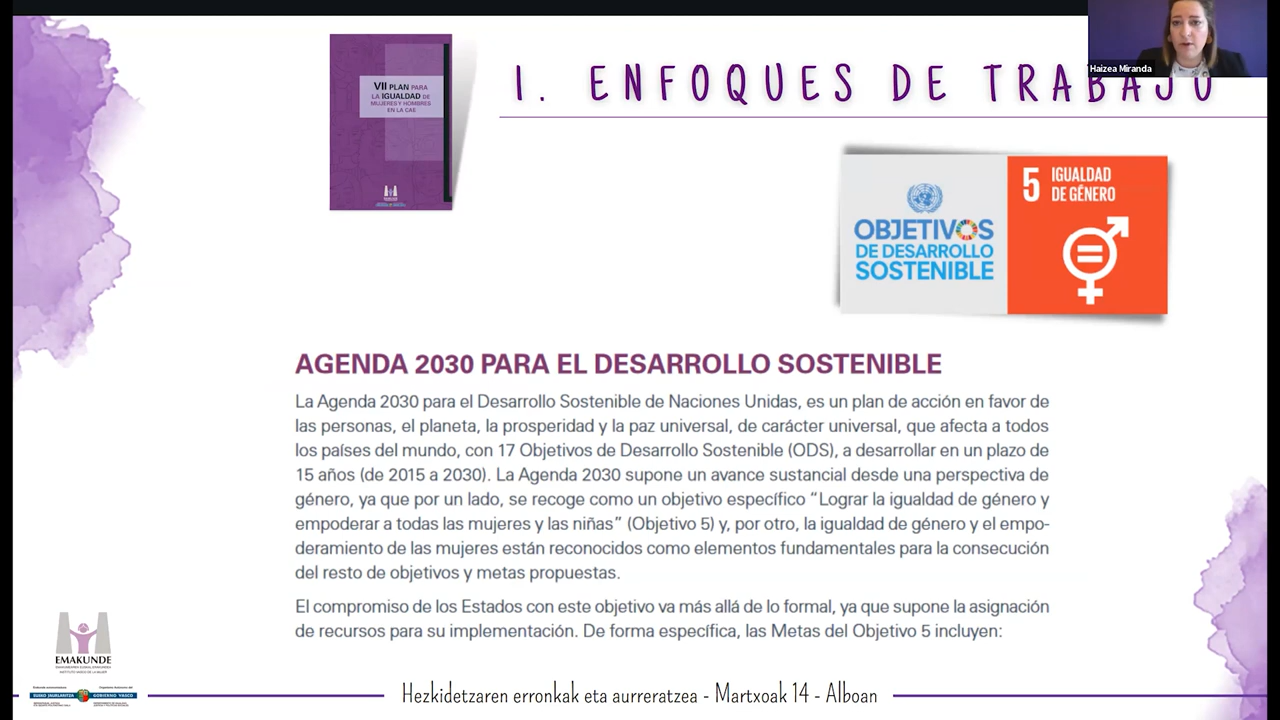 Haizea Miranda
I. ENFOQUES DE TRABAJO
VII PLAN PARA
LA IGUALDAD DE
MUJERES Y HOMBRES
EN LA CAE
5 IGUALDAD
DE GÉNERO
OBJETIVOS
DE DESARROLLO
SOSTENIBLE
AGENDA 2030 PARA EL DESARROLLO SOSTENIBLE
La Agenda 2030 para el Desarrollo Sostenible de Naciones Unidas, es un plan de acción en favor de
las personas, el planeta, la prosperidad y la paz universal, de carácter universal, que afecta a todos
los países del mundo, con 17 Objetivos de Desarrollo Sostenible (ODS), a desarrollar en un plazo de
15 años (de 2015 a 2030). La Agenda 2030 supone un avance sustancial desde una perspectiva de
género, ya que por un lado, se recoge como un objetivo específico “Lograr la igualdad de género y
empoderar a todas las mujeres y las niñas” (Objetivo 5) y, por otro, la igualdad de género y el empo-
deramiento de las mujeres están reconocidos como elementos fundamentales para la consecución
del resto de objetivos y metas propuestas.
El compromiso de los Estados con este objetivo va más allá de lo formal, ya que supone la asignación
de recursos para su implementación. De forma específica, las Metas del Objetivo 5 incluyen:
EMAKUNDE
EMAKUMEAREN EUSKAL ERAKUNDEA
INSTITUTO VASCO DE LA MUJER
EUSKO JAURLARITZA
GOBIERNO VASCO
Hezkidetzaren erronkak eta aurreratzea - Martxoak 14 - Alboan